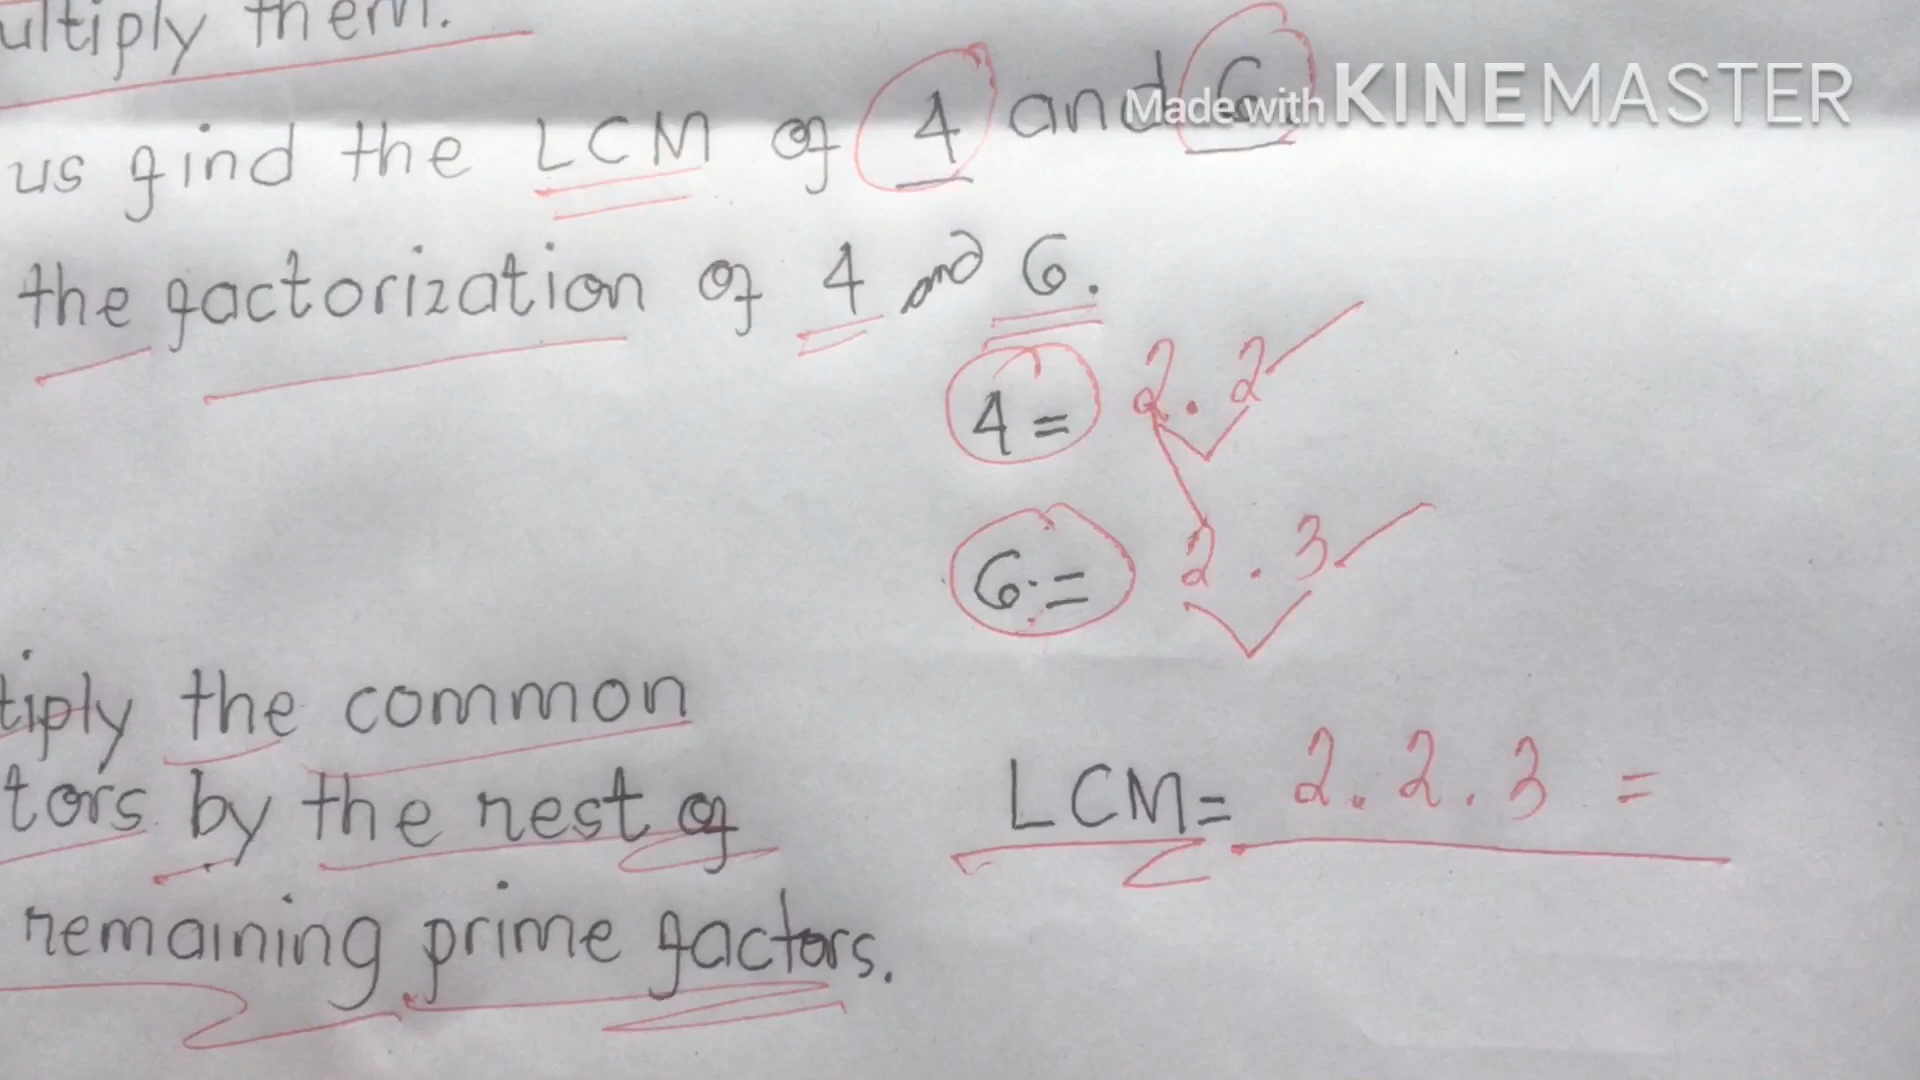 ultiply them.
us find the LCM of 4 and 6.
Made with KINEMASTER
the factorization of 4 and 6.
4 = 2 . 2
6 = 2 . 3
tiply the common
tors by the rest of
remaining prime factors.
LCM = 2 . 2 . 3 =